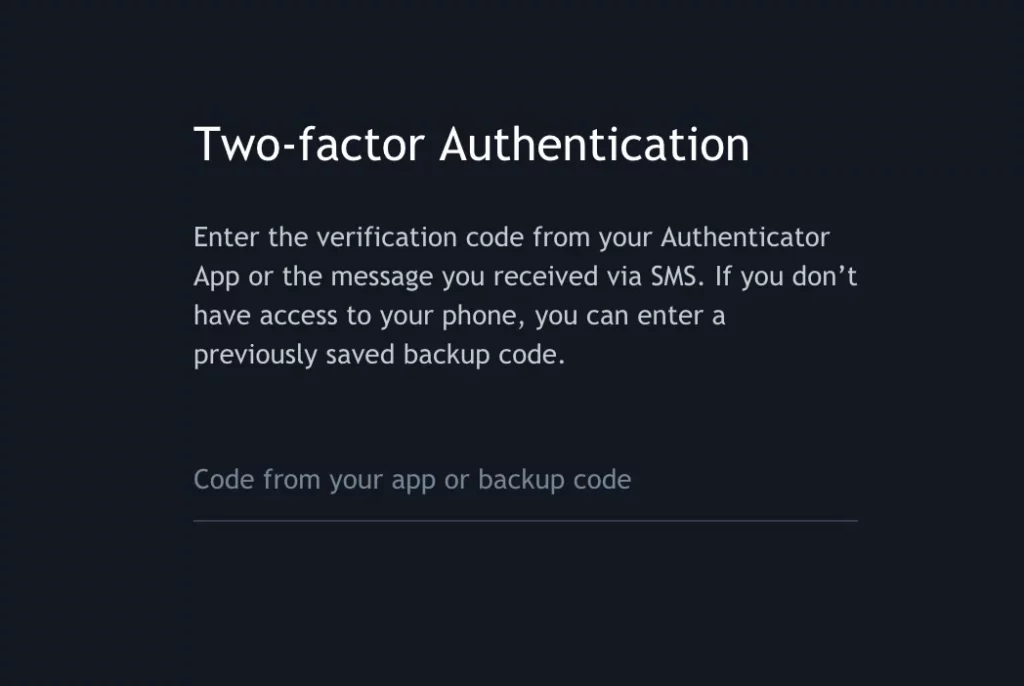 Two-factor Authentication
Enter the verification code from your Authenticator
App or the message you received via SMS. If you don’t
have access to your phone, you can enter a
previously saved backup code.
Code from your app or backup code